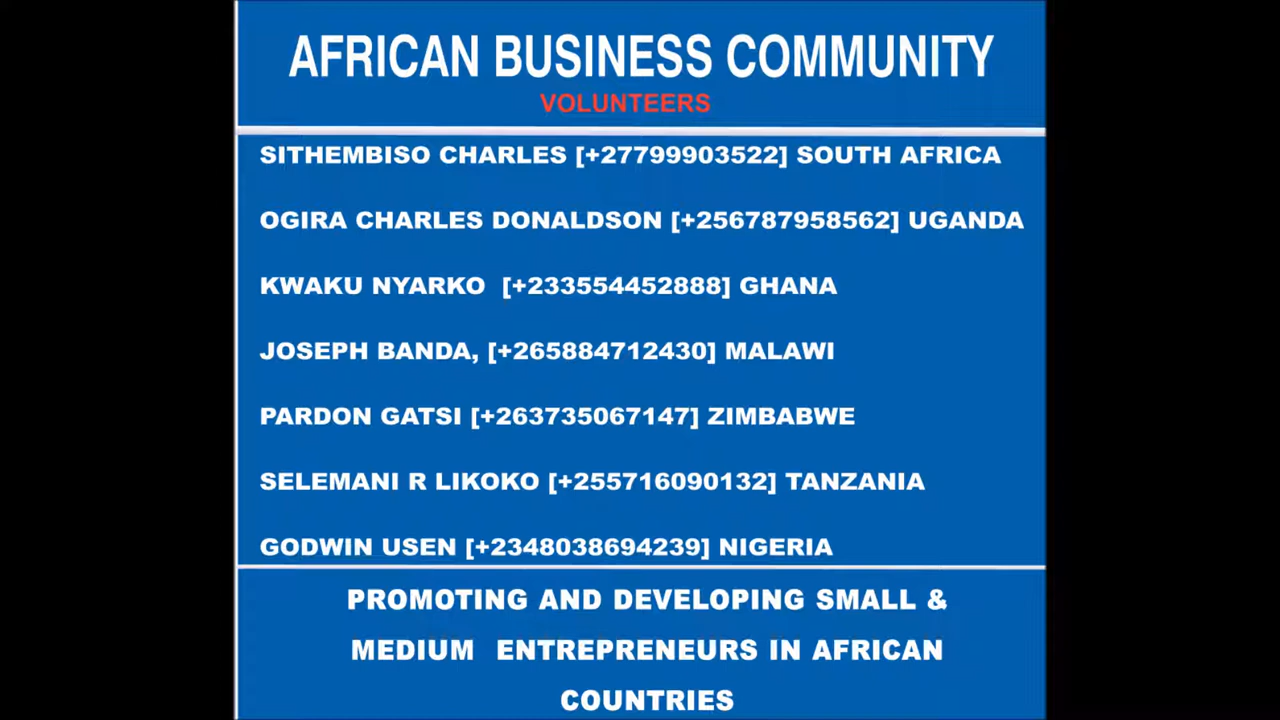 AFRICAN BUSINESS COMMUNITY
VOLUNTEERS
SITHEMBISO CHARLES [+27799903522] SOUTH AFRICA
OGIRA CHARLES DONALDSON [+256787958562] UGANDA
KWAKU NYARKO [+233554452888] GHANA
JOSEPH BANDA, [+265884712430] MALAWI
PARDON GATSI [+263735067147] ZIMBABWE
SELEMANI R LIKOKO [+255716090132] TANZANIA
GODWIN USEN [+2348038694239] NIGERIA
PROMOTING AND DEVELOPING SMALL &
MEDIUM ENTREPRENEURS IN AFRICAN
COUNTRIES